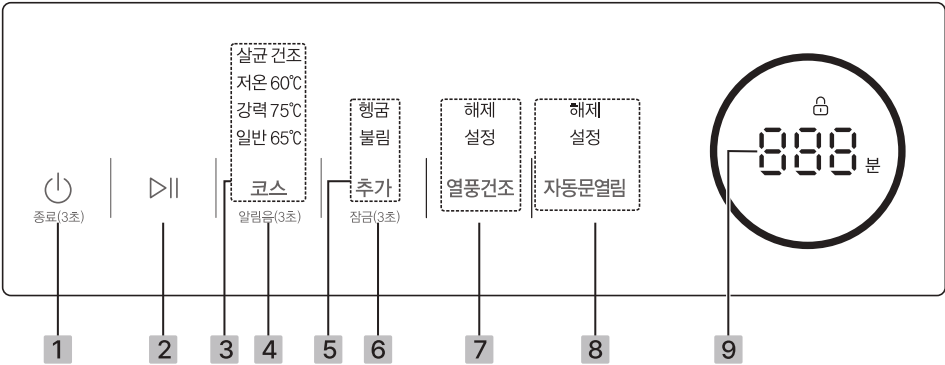 살균 건조
저온 60℃
강력 75℃
일반 65℃
코스
알림음(3초)
헹굼
불림
추가
잠금(3초)
해제
설정
열풍건조
해제
설정
자동문열림
888 분
종료(3초)
1 2 3 4 5 6 7 8 9